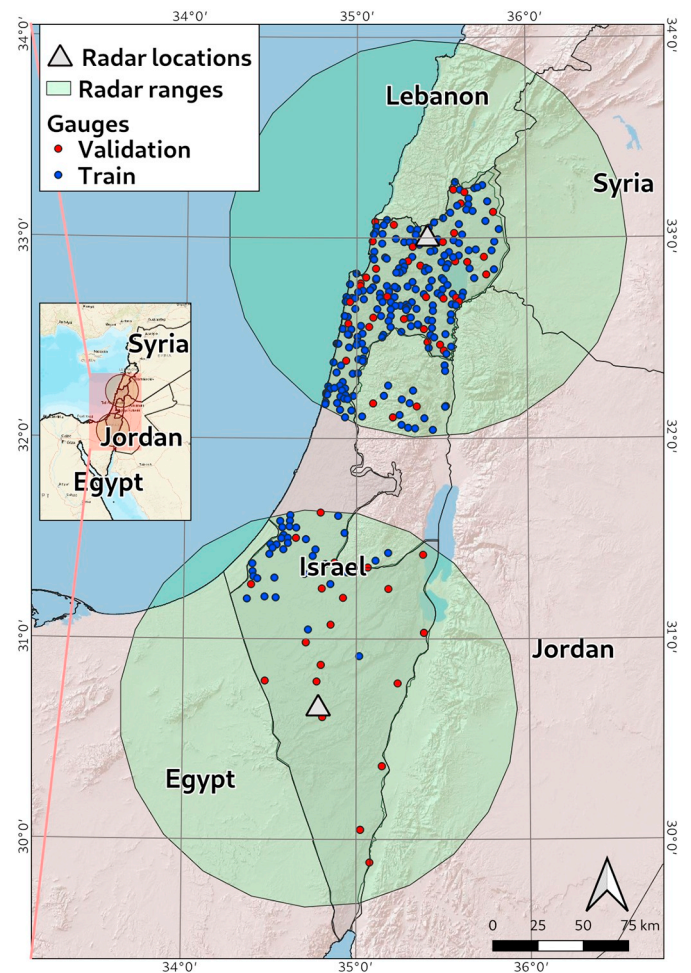 34°0' 35°0' 36°0'
34°0' 34°0'
Radar locations
Radar ranges
Gauges
Validation
Train
Lebanon
Syria
33°0' 33°0'
Syria
Jordan
Egypt
32°0' 32°0'
Israel
31°0' 31°0'
Jordan
Egypt
30°0' 30°0'
0 25 50 75 km
34°0' 35°0' 36°0'